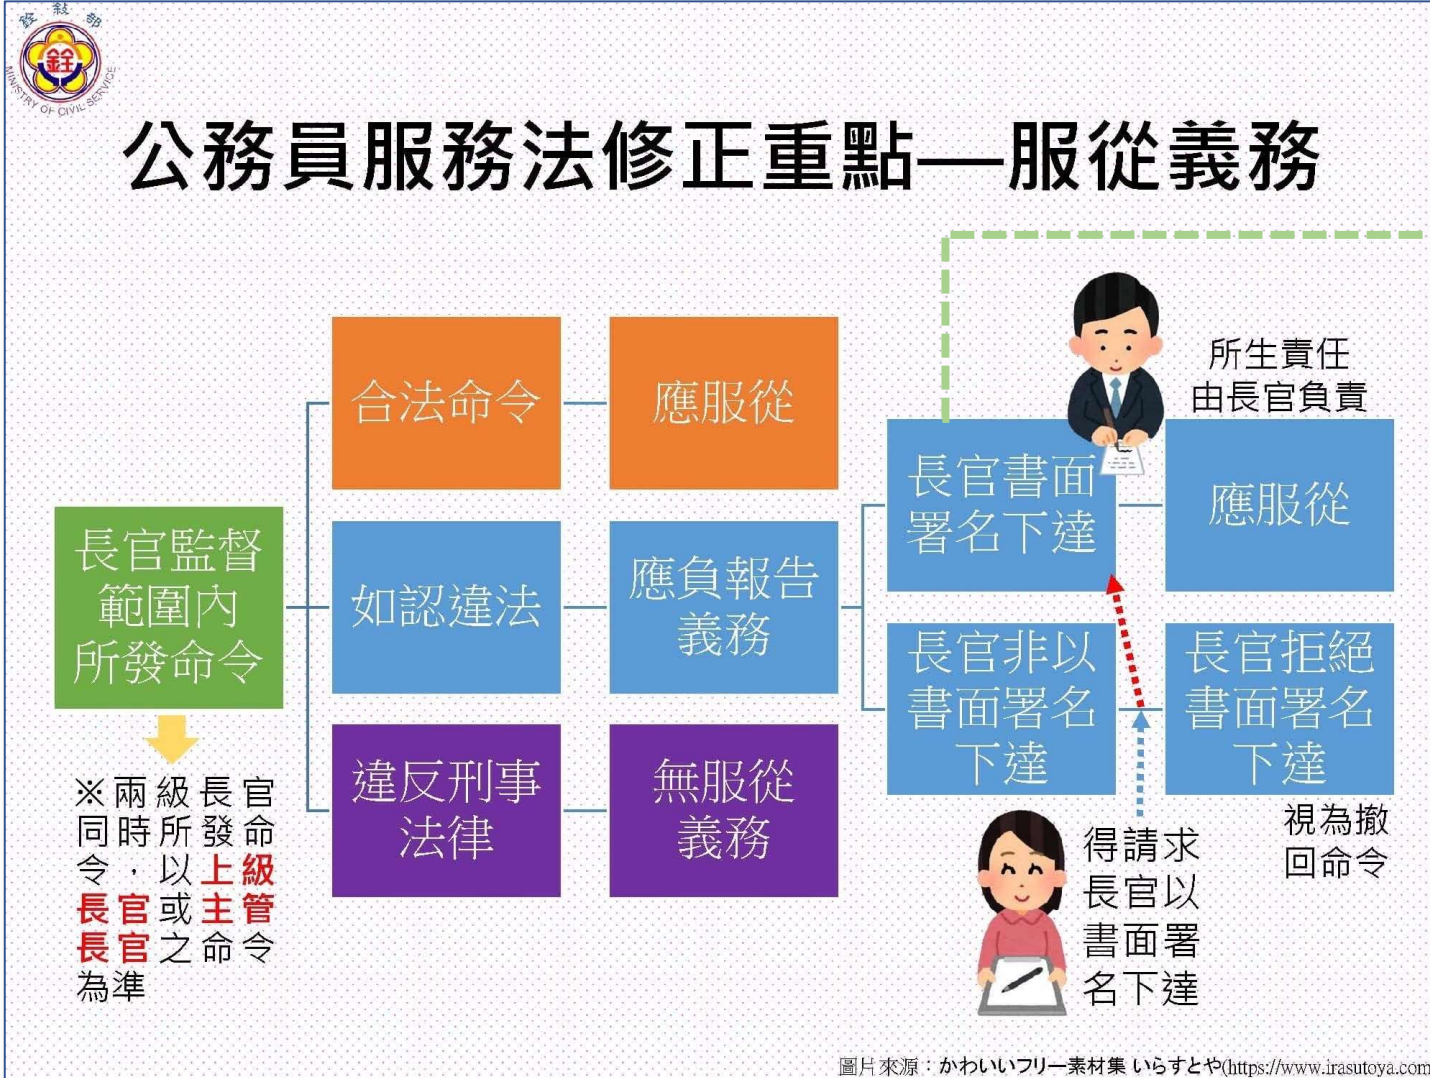 銓敍部
MINISTRY OF CIVIL SERVICE
銓
公務員服務法修正重點—服從義務
長官監督
範圍內
所發命令
※兩級長官
同時所發命
令，以上級
長官或主管
長官之命令
為準
合法命令
應服從
如認違法
應負報告
義務
違反刑事
法律
無服從
義務
長官書面
署名下達
所生責任
由長官負責
應服從
長官非以
書面署名
下達
長官拒絕
書面署名
下達
得請求
長官以
書面署
名下達
視為撤
回命令
圖片來源：かわいいフリー素材集 いらすとや(https://www.irasutoya.com